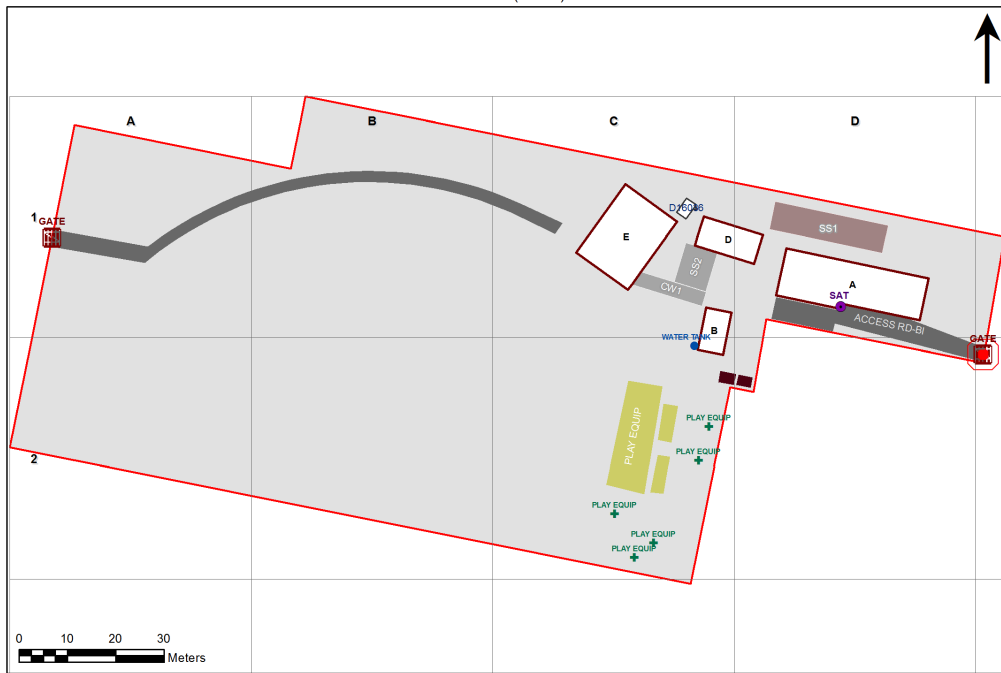 A B C D
1
GATE
D16086
E
D
SS1
SS2
CW1
A
SAT
ACCESS RD-BI
B
WATER TANK
GATE
PLAY EQUIP
PLAY EQUIP
PLAY EQUIP
2
PLAY EQUIP
PLAY EQUIP
PLAY EQUIP
0 10 20 30
Meters